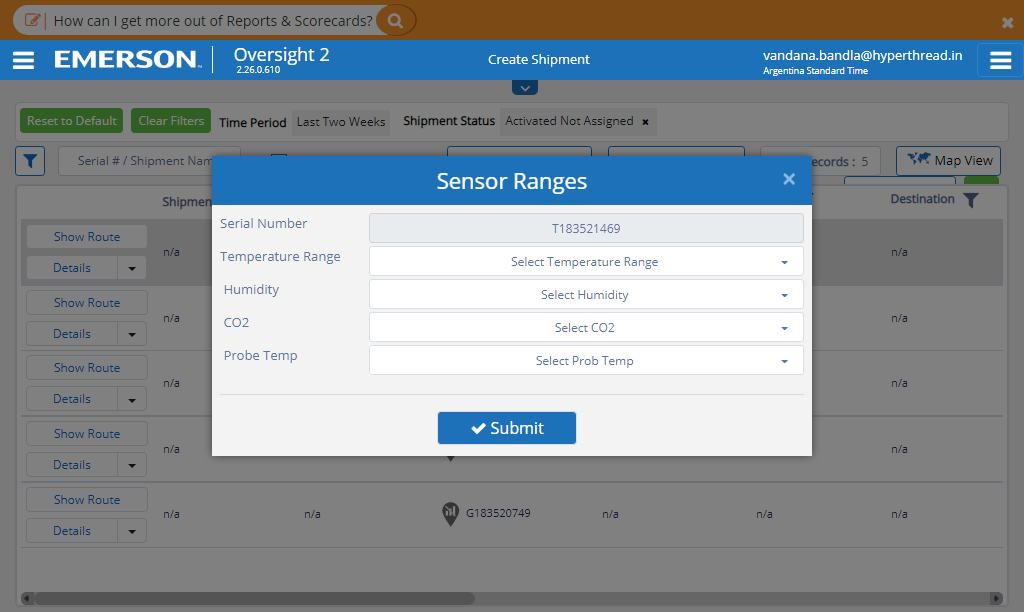 How can I get more out of Reports & Scorecards?
EMERSON
Oversight 2
2.26.0.610
Create Shipment
vandana.bandla@hyperthread.in
Argentina Standard Time
Reset to Default
Clear Filters
Time Period
Last Two Weeks
Shipment Status
Activated Not Assigned ×
Serial # / Shipment Nam
ecords : 5
Map View
Sensor Ranges
×
Shipmen
Destination
Serial Number
T183521469
Temperature Range
Select Temperature Range
Humidity
Select Humidity
CO2
Select CO2
Probe Temp
Select Prob Temp
Submit
Show Route
Details
n/a
n/a
Show Route
Details
n/a
n/a
Show Route
Details
n/a
n/a
Show Route
Details
n/a
n/a
Show Route
Details
n/a
n/a
G183520749
n/a
n/a
n/a